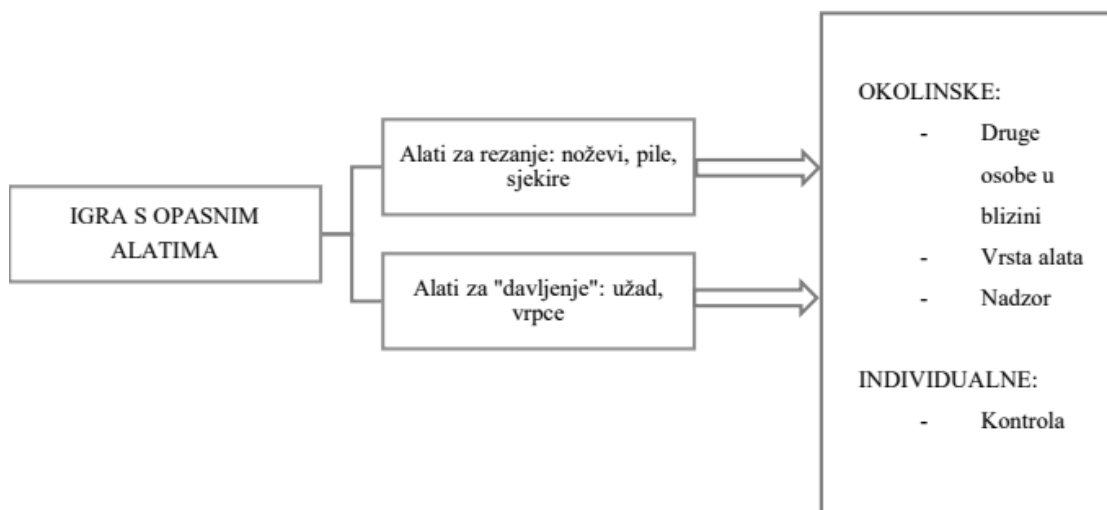 IGRA S OPASNIM
ALATIMA
Alati za rezanje: noževi, pile,
sjekire
Alati za "davljenje": užad,
vrpce
OKOLINSKE:
- Druge
osobe u
blizini
- Vrsta alata
- Nadzor
INDIVIDUALNE:
- Kontrola